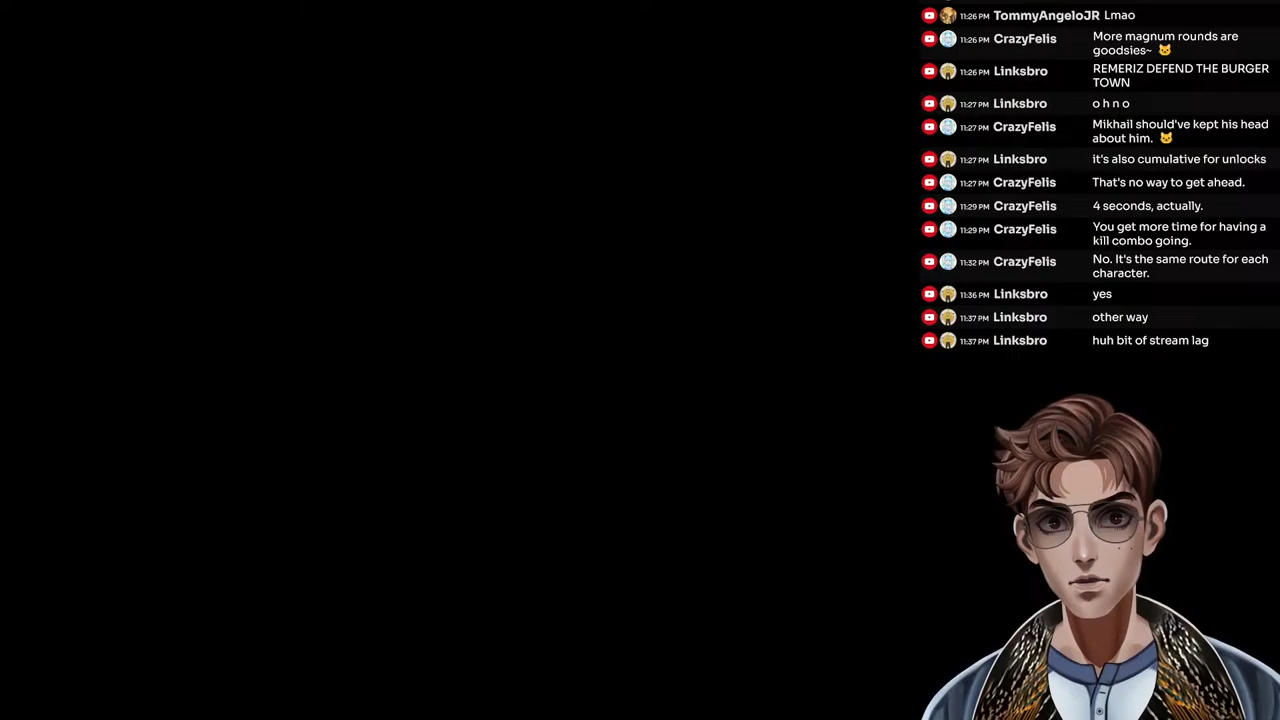 11:26 PM TommyAngeloJR Lmao
11:26 PM CrazyFelis More magnum rounds are
goodsies~ 🐱
11:26 PM Linksbro REMERIZ DEFEND THE BURGER
TOWN
11:27 PM Linksbro o h n o
11:27 PM CrazyFelis Mikhail should've kept his head
about him. 🐱
11:27 PM Linksbro it's also cumulative for unlocks
11:27 PM CrazyFelis That's no way to get ahead.
11:29 PM CrazyFelis 4 seconds, actually.
11:29 PM CrazyFelis You get more time for having a
kill combo going.
11:32 PM CrazyFelis No. It's the same route for each
character.
11:36 PM Linksbro yes
11:37 PM Linksbro other way
11:37 PM Linksbro huh bit of stream lag